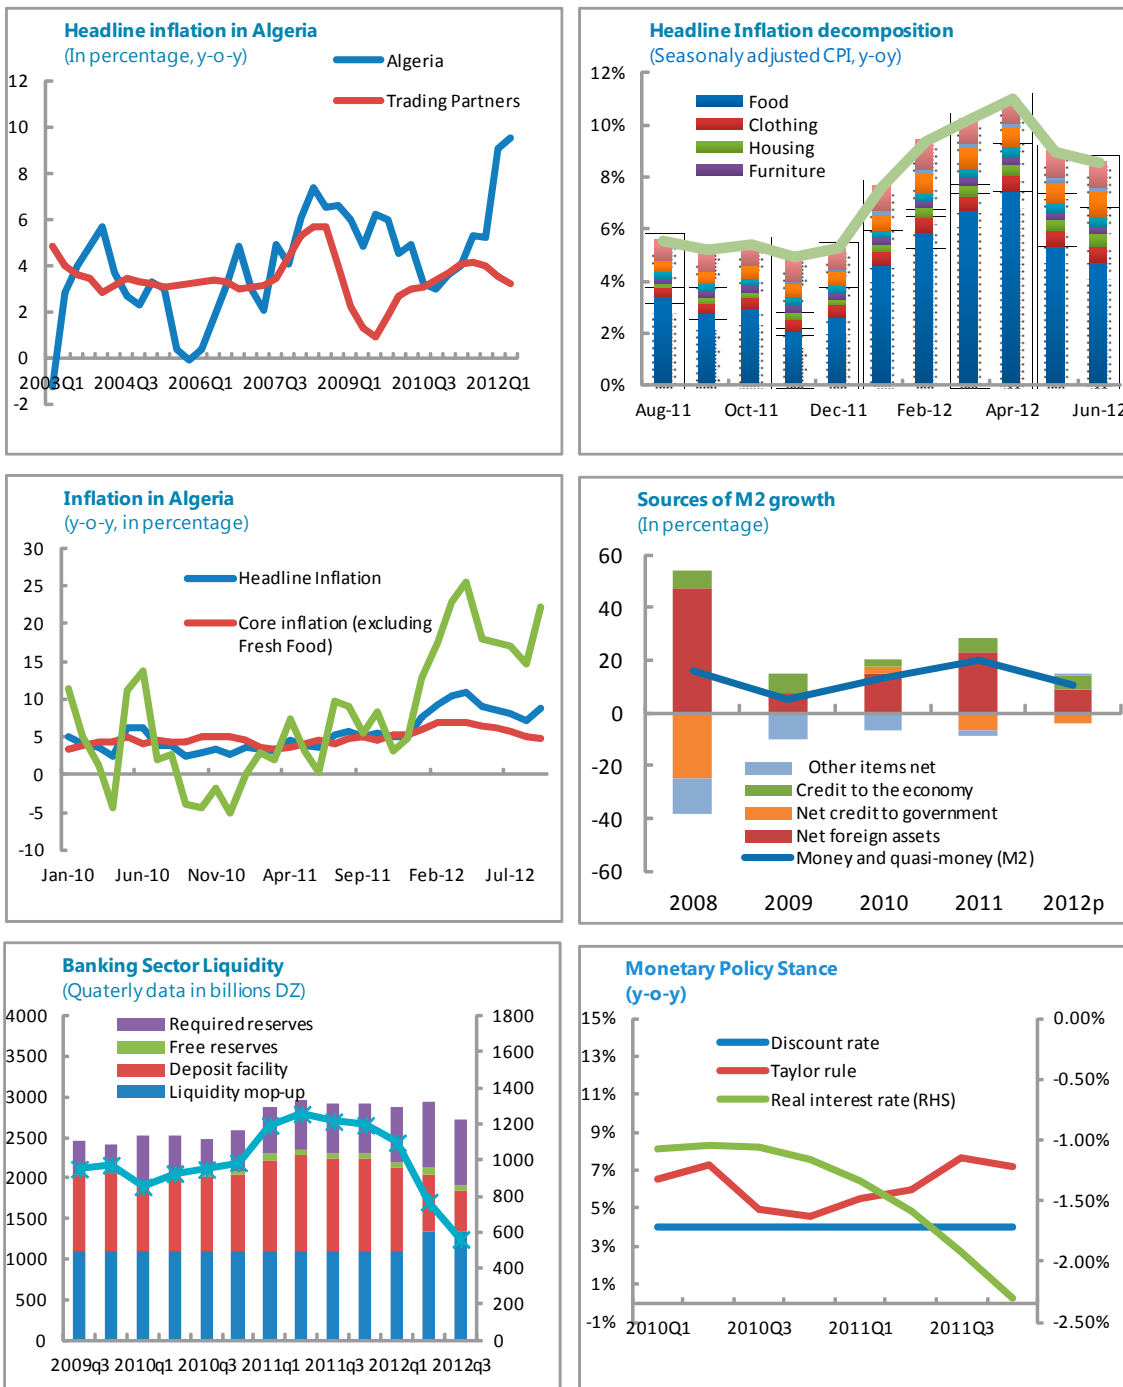 Headline inflation in Algeria
(In percentage, y-o-y)
Algeria
Trading Partners
12
10
8
6
4
2
0
-2
2003Q1 2004Q3 2006Q1 2007Q3 2009Q1 2010Q3 2012Q1
Headline Inflation decomposition
(Seasonaly adjusted CPI, y-oy)
Food
Clothing
Housing
Furniture
12%
10%
8%
6%
4%
2%
0%
Aug-11 Oct-11 Dec-11 Feb-12 Apr-12 Jun-12
Inflation in Algeria
(y-o-y, in percentage)
Headline Inflation
Core inflation (excluding
Fresh Food)
30
25
20
15
10
5
0
-5
-10
Jan-10 Jun-10 Nov-10 Apr-11 Sep-11 Feb-12 Jul-12
Sources of M2 growth
(In percentage)
60
40
20
0
-20
-40
-60
Other items net
Credit to the economy
Net credit to government
Net foreign assets
Money and quasi-money (M2)
2008 2009 2010 2011 2012p
Banking Sector Liquidity
(Quaterly data in billions DZ)
Required reserves
Free reserves
Deposit facility
Liquidity mop-up
4000
3500
3000
2500
2000
1500
1000
500
0
1800
1600
1400
1200
1000
800
600
400
200
0
2009q3 2010q1 2010q3 2011q1 2011q3 2012q1 2012q3
Monetary Policy Stance
(y-o-y)
Discount rate
Taylor rule
Real interest rate (RHS)
15%
13%
11%
9%
7%
5%
3%
1%
-1%
0.00%
-0.50%
-1.00%
-1.50%
-2.00%
-2.50%
2010Q1 2010Q3 2011Q1 2011Q3